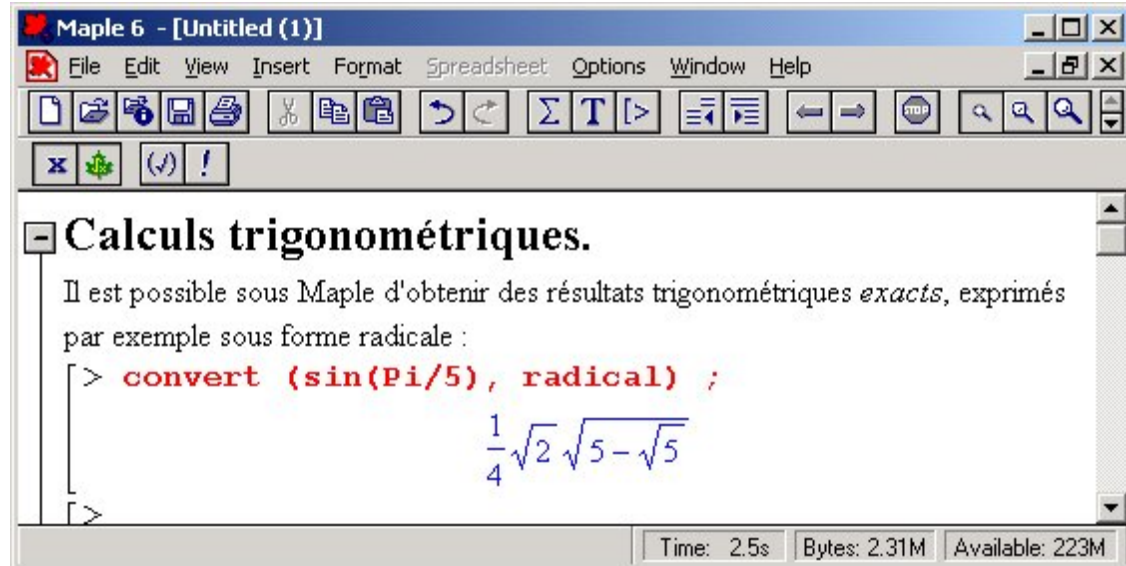 Maple 6 - [Untitled (1)]
File Edit View Insert Format Spreadsheet Options Window Help
Σ T [>
STOP
x (√) !
Calculs trigonométriques.
Il est possible sous Maple d'obtenir des résultats trigonométriques exacts, exprimés
par exemple sous forme radicale :
[> convert (sin(Pi/5), radical) ;
1/4 √2 √(5 − √5)
[>
Time: 2.5s Bytes: 2.31M Available: 223M